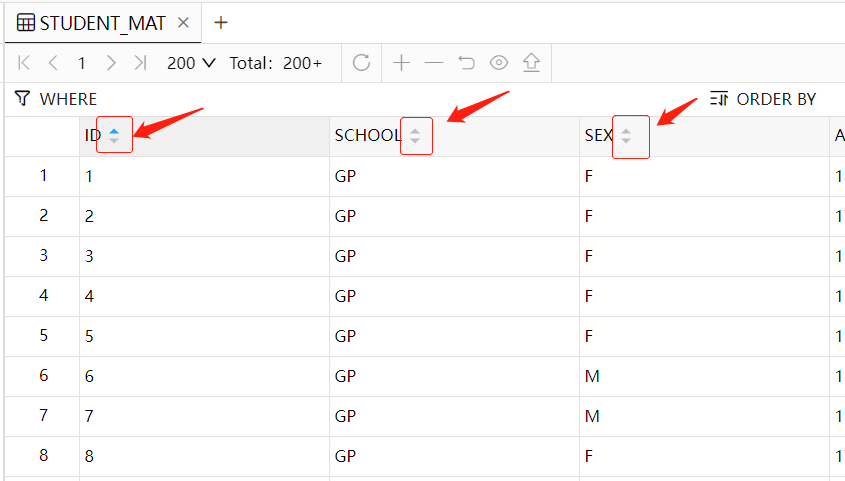 STUDENT_MAT
1 200 Total: 200+
WHERE ORDER BY
ID SCHOOL SEX A
1 1 GP F 1
2 2 GP F 1
3 3 GP F 1
4 4 GP F 1
5 5 GP F 1
6 6 GP M 1
7 7 GP M 1
8 8 GP F 1